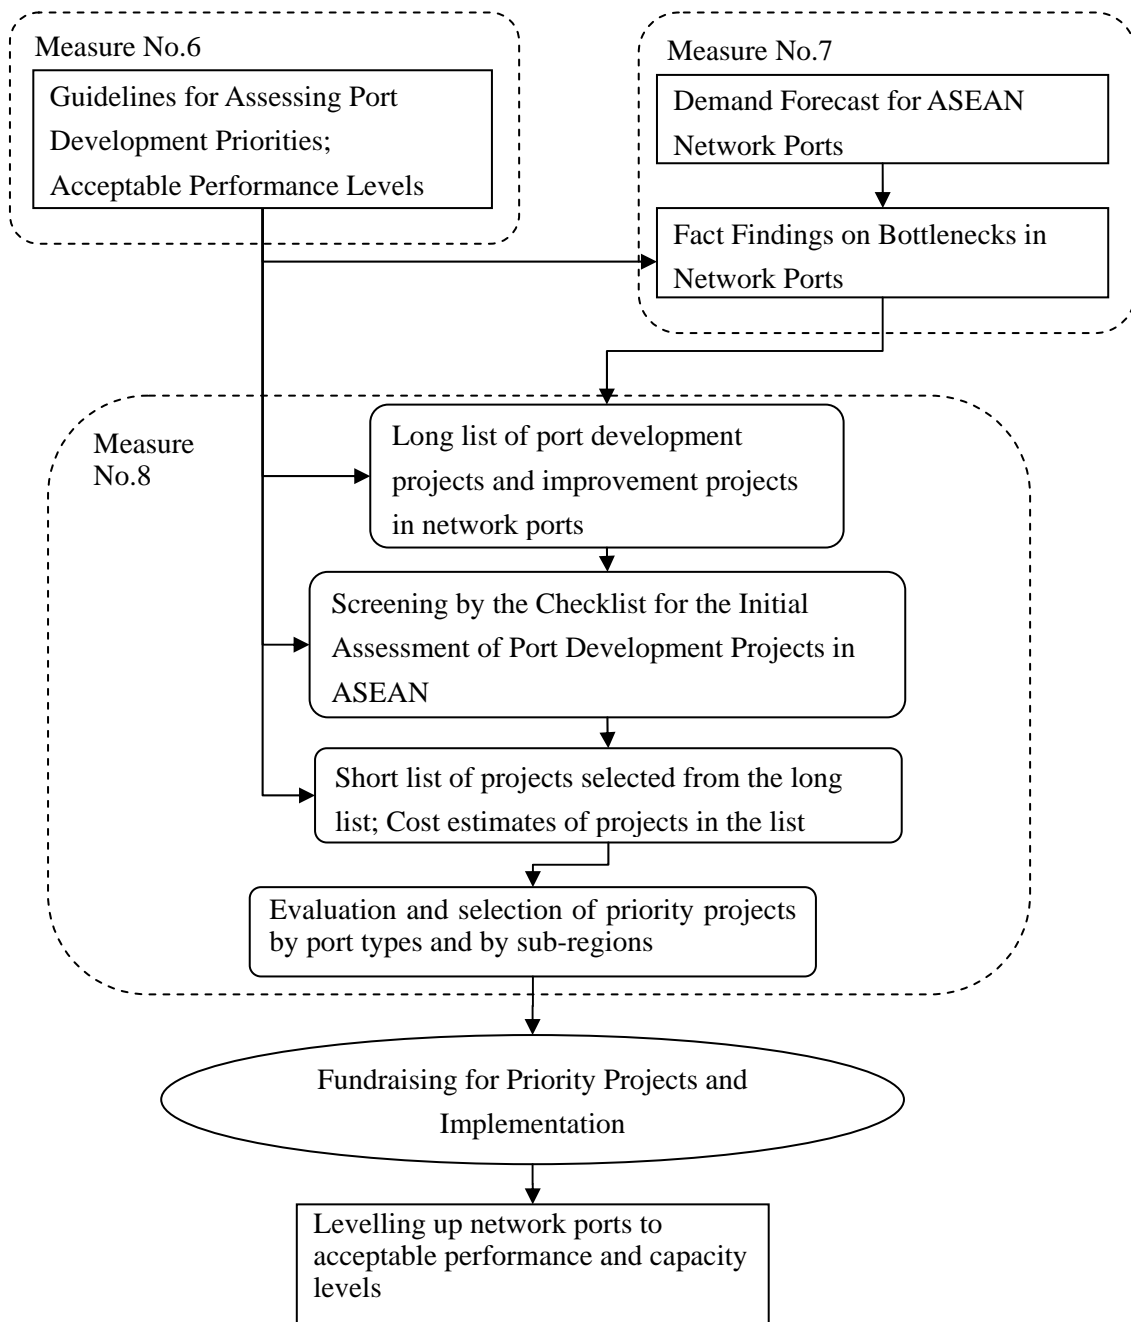 Measure No.6
Guidelines for Assessing Port
Development Priorities;
Acceptable Performance Levels
Measure No.7
Demand Forecast for ASEAN
Network Ports
Fact Findings on Bottlenecks in
Network Ports
Measure
No.8
Long list of port development
projects and improvement projects
in network ports
Screening by the Checklist for the Initial
Assessment of Port Development Projects in
ASEAN
Short list of projects selected from the long
list; Cost estimates of projects in the list
Evaluation and selection of priority projects
by port types and by sub-regions
Fundraising for Priority Projects and
Implementation
Levelling up network ports to
acceptable performance and capacity
levels